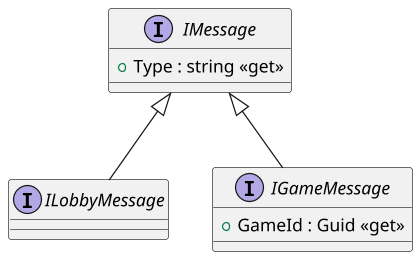 I IMessage
Type : string «get»
I ILobbyMessage
I IGameMessage
GameId : Guid «get»